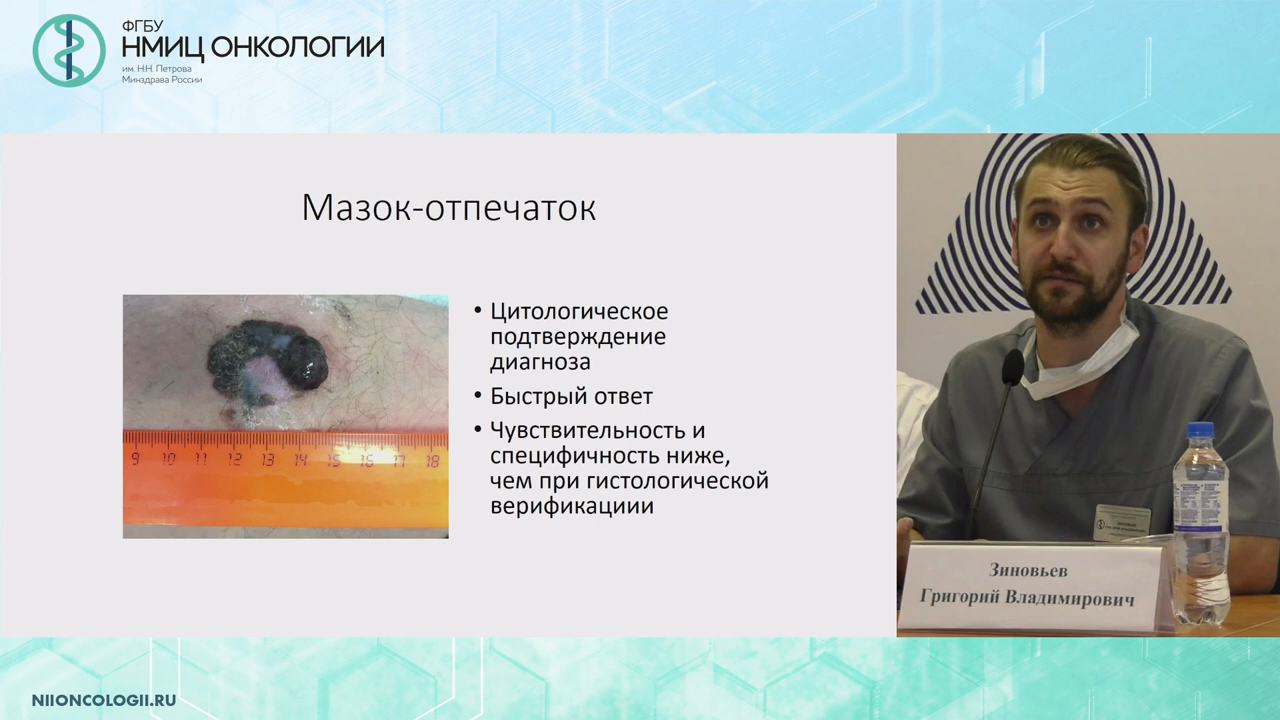 ФГБУ
НМИЦ ОНКОЛОГИИ
им. Н.Н. Петрова
Минздрава России
Мазок-отпечаток
• Цитологическое
подтверждение
диагноза
• Быстрый ответ
• Чувствительность и
специфичность ниже,
чем при гистологической
верификациии
9 10 11 12 13 14 15 16 17 18
Зиновьев
Григорий Владимирович
NIIONCOLOGII.RU